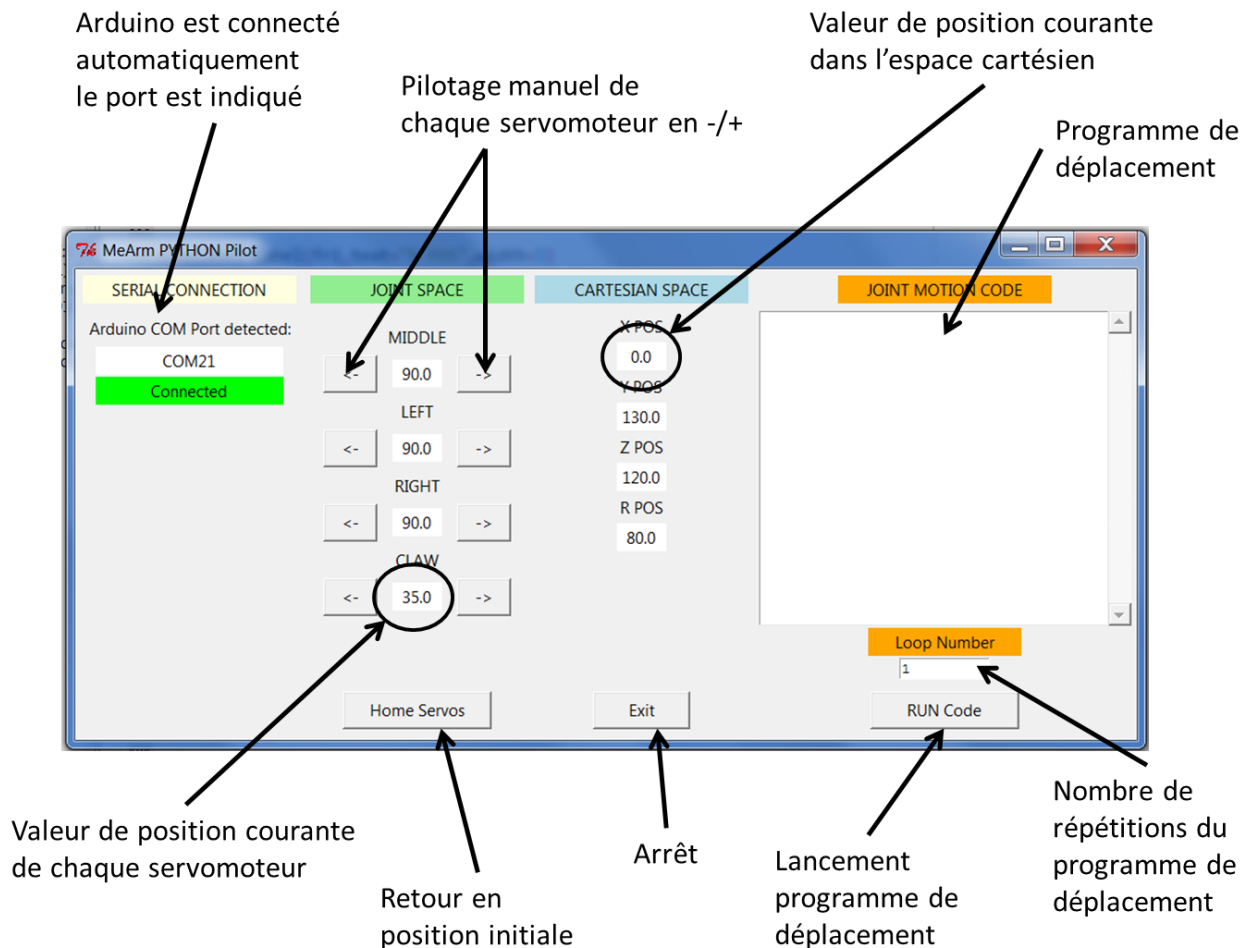 Arduino est connecté
automatiquement
le port est indiqué
Pilotage manuel de
chaque servomoteur en -/+
Valeur de position courante
dans l'espace cartésien
Programme de
déplacement
MeArm PYTHON Pilot
SERIAL CONNECTION
JOINT SPACE
CARTESIAN SPACE
JOINT MOTION CODE
Arduino COM Port detected:
COM21
Connected
MIDDLE
<- 90.0 ->
LEFT
<- 90.0 ->
RIGHT
<- 90.0 ->
CLAW
<- 35.0 ->
X POS
0.0
Y POS
130.0
Z POS
120.0
R POS
80.0
Loop Number
1
Home Servos
Exit
RUN Code
Valeur de position courante
de chaque servomoteur
Retour en
position initiale
Arrêt
Lancement
programme de
déplacement
Nombre de
répétitions du
programme de
déplacement